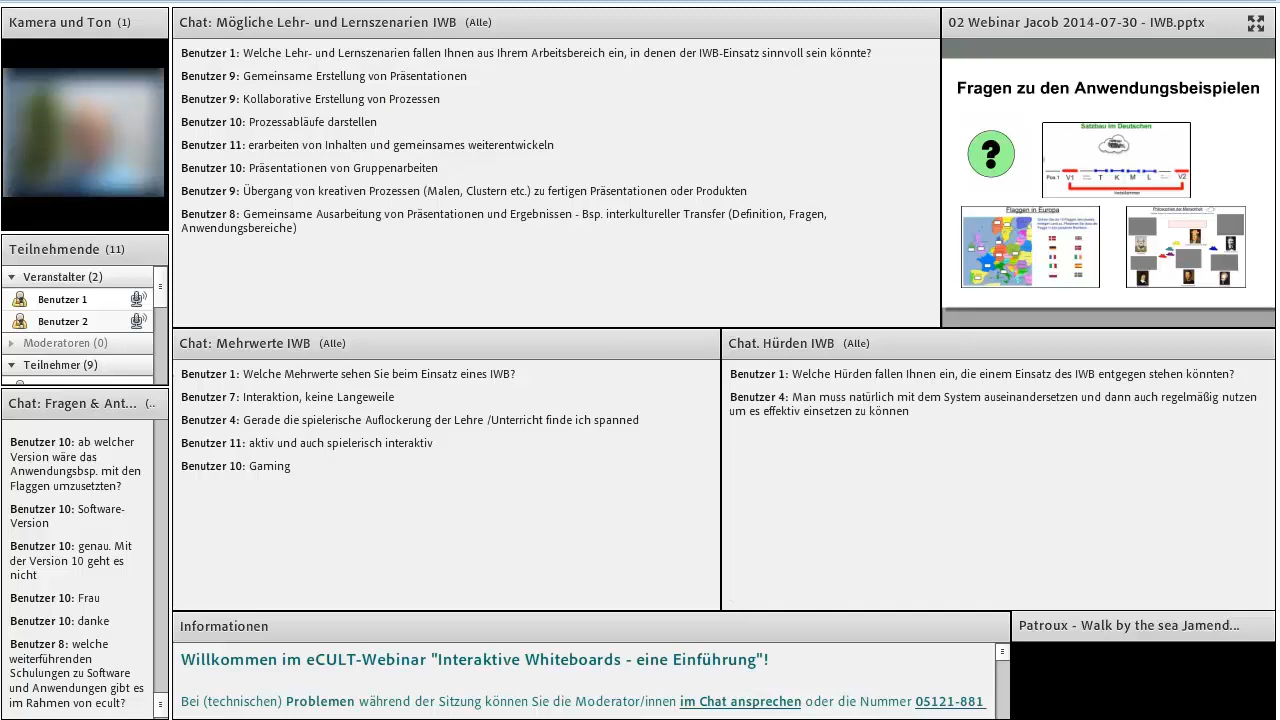 Kamera und Ton (1)
Teilnehmende (11)
Veranstalter (2)
Benutzer 1
Benutzer 2
Moderatoren (0)
Teilnehmer (9)
Chat: Fragen & Ant... (..
Benutzer 10: ab welcher
Version wäre das
Anwendungsbsp. mit den
Flaggen umzusetzten?
Benutzer 10: Software-
Version
Benutzer 10: genau. Mit
der Version 10 geht es
nicht
Benutzer 10: Frau
Benutzer 10: danke
Benutzer 8: welche
weiterführenden
Schulungen zu Software
und Anwendungen gibt es
im Rahmen von ecult?
Chat: Mögliche Lehr- und Lernszenarien IWB (Alle)
Benutzer 1: Welche Lehr- und Lernszenarien fallen Ihnen aus Ihrem Arbeitsbereich ein, in denen der IWB-Einsatz sinnvoll sein könnte?
Benutzer 9: Gemeinsame Erstellung von Präsentationen
Benutzer 9: Kollaborative Erstellung von Prozessen
Benutzer 10: Prozessabläufe darstellen
Benutzer 11: erarbeiten von Inhalten und gemeinsames weiterentwickeln
Benutzer 10: Präsentationen von Gruppenarbeiten
Benutzer 9: Übergang von kreativen Prozessen (Malen, Clustern etc.) zu fertigen Präsentationen oder Produkten
Benutzer 8: Gemeinsame Ausarbeitung von Präsentationen und Ergebnissen - Bsp. interkultureller Transfer (Definition, Fragen,
Anwendungsbereiche)
02 Webinar Jacob 2014-07-30 - IWB.pptx
Fragen zu den Anwendungsbeispielen
?
Satzbau im Deutschen
Pos.1 V1 T K M L V2
Flaggen in Europa
Chat: Mehrwerte IWB (Alle)
Benutzer 1: Welche Mehrwerte sehen Sie beim Einsatz eines IWB?
Benutzer 7: Interaktion, keine Langeweile
Benutzer 4: Gerade die spielerische Auflockerung der Lehre /Unterricht finde ich spanned
Benutzer 11: aktiv und auch spielerisch interaktiv
Benutzer 10: Gaming
Chat. Hürden IWB (Alle)
Benutzer 1: Welche Hürden fallen Ihnen ein, die einem Einsatz des IWB entgegen stehen könnten?
Benutzer 4: Man muss natürlich mit dem System auseinandersetzen und dann auch regelmäßig nutzen
um es effektiv einsetzen zu können
Informationen
Willkommen im eCULT-Webinar "Interaktive Whiteboards - eine Einführung"!
Bei (technischen) Problemen während der Sitzung können Sie die Moderator/innen im Chat ansprechen oder die Nummer 05121-881
Patroux - Walk by the sea Jamend...